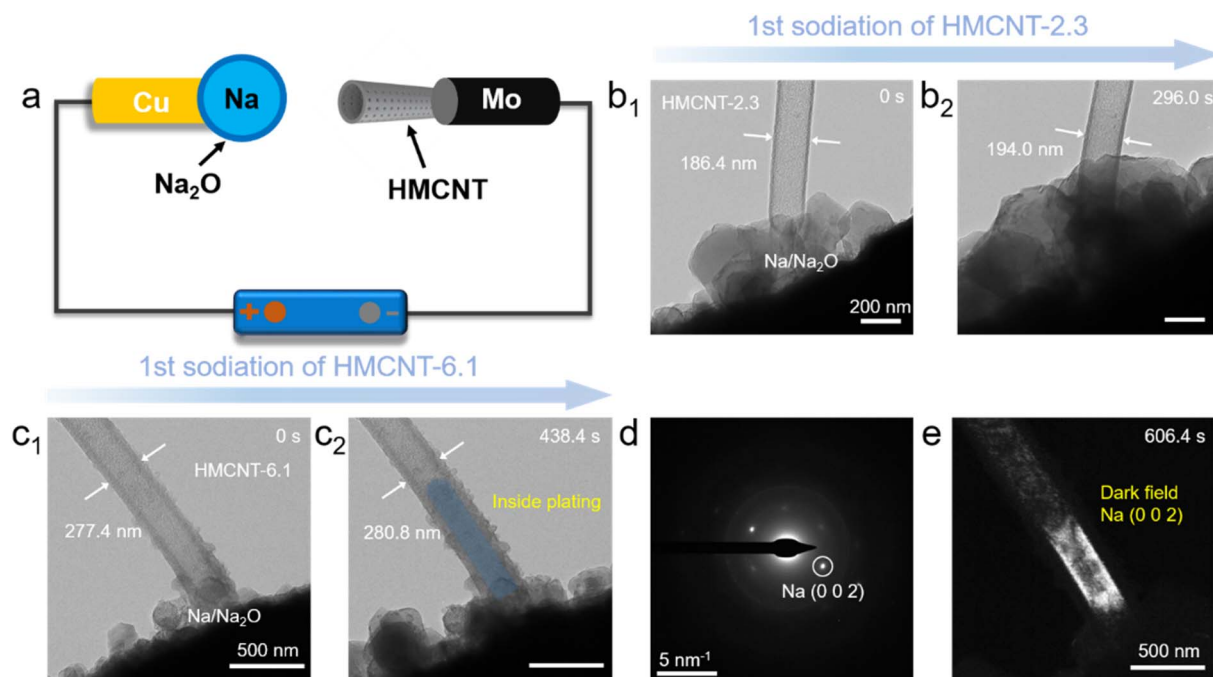 1st sodiation of HMCNT-2.3
a
Cu
Na
Mo
Na₂O
HMCNT
+
-
b₁
HMCNT-2.3
0 s
186.4 nm
Na/Na₂O
200 nm
b₂
296.0 s
194.0 nm
1st sodiation of HMCNT-6.1
c₁
0 s
HMCNT-6.1
277.4 nm
Na/Na₂O
500 nm
c₂
438.4 s
Inside plating
280.8 nm
d
Na (0 0 2)
5 nm⁻¹
e
606.4 s
Dark field
Na (0 0 2)
500 nm